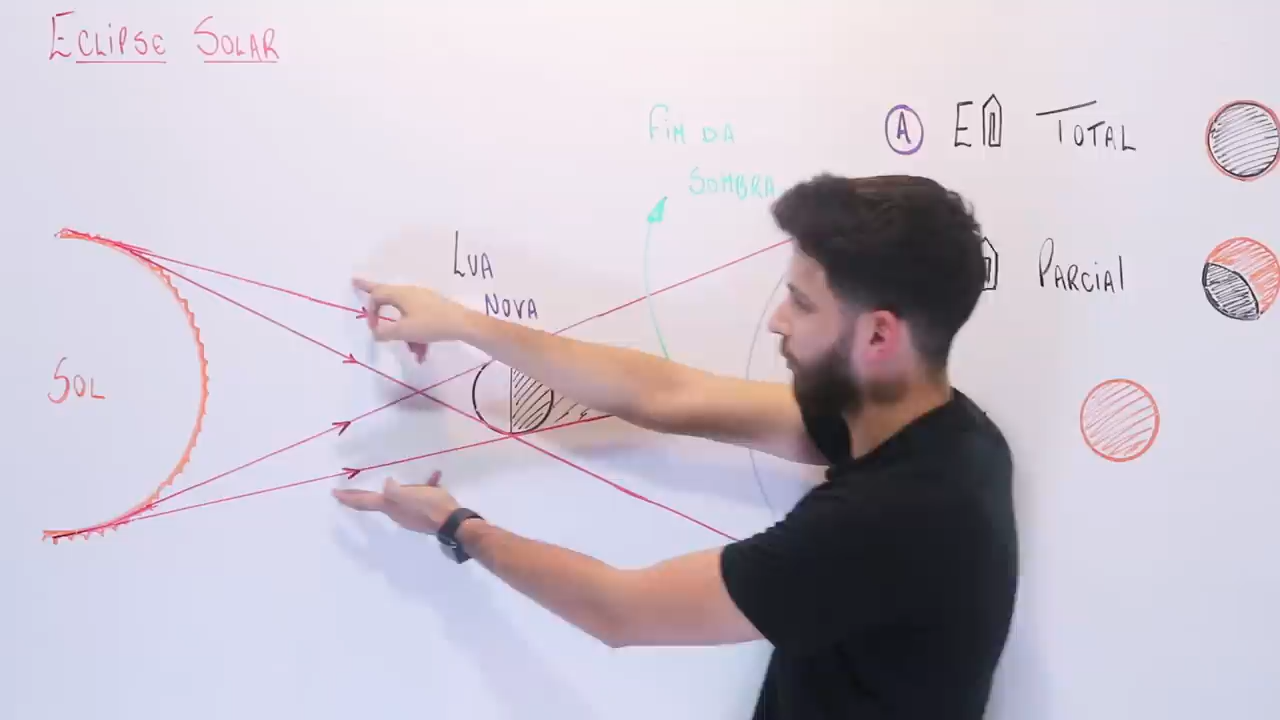 ECLIPSE SOLAR
FIM DA
SOMBRA
A E TOTAL
PARCIAL
LUA
NOVA
SOL